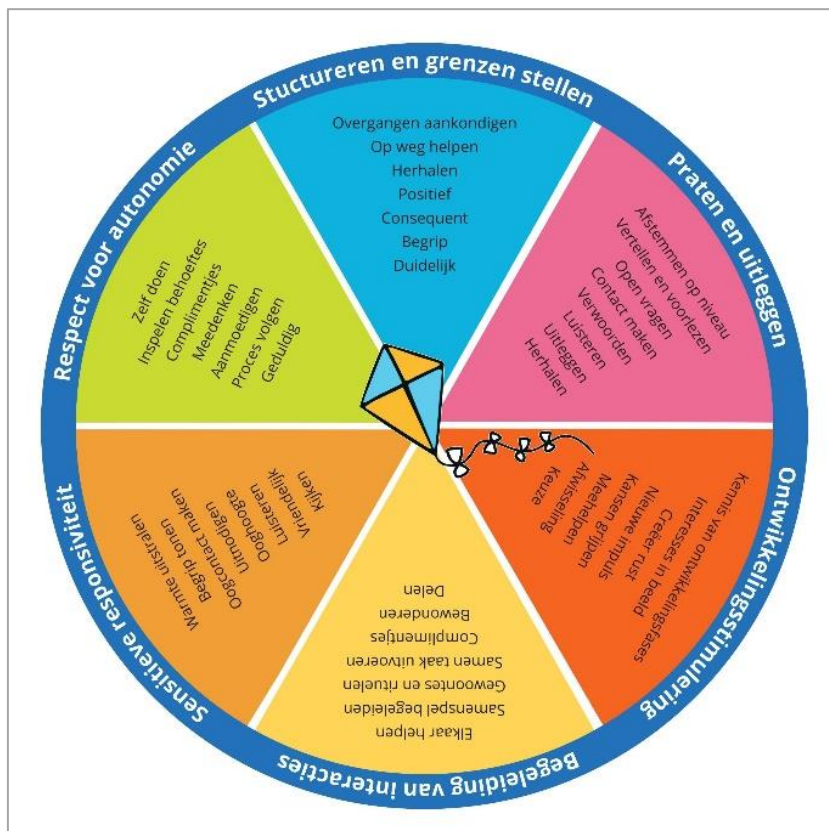 Stuctureren en grenzen stellen
Overgangen aankondigen
Op weg helpen
Herhalen
Positief
Consequent
Begrip
Duidelijk
Praten en uitleggen
Afstemmen op niveau
Vertellen en voorlezen
Open vragen
Contact maken
Verwoorden
Luisteren
Uitleggen
Herhalen
Ontwikkelingsstimulering
Kennis van ontwikkelingsfases
Interesses in beeld
Creëer rust
Nieuwe impuls
Kansen grijpen
Meehelpen
Afwisseling
Keuze
Begeleiding van interacties
Elkaar helpen
Samenspel begeleiden
Gewoontes en rituelen
Samen taak uitvoeren
Complimentjes
Bewonderen
Delen
Sensitieve responsiviteit
Warmte uitstralen
Begrip tonen
Oogcontact maken
Uitnodigen
Ooghoogte
Luisteren
Vriendelijk
Kijken
Respect voor autonomie
Zelf doen
Inspelen behoeftes
Complimentjes
Meedenken
Aanmoedigen
Proces volgen
Geduldig